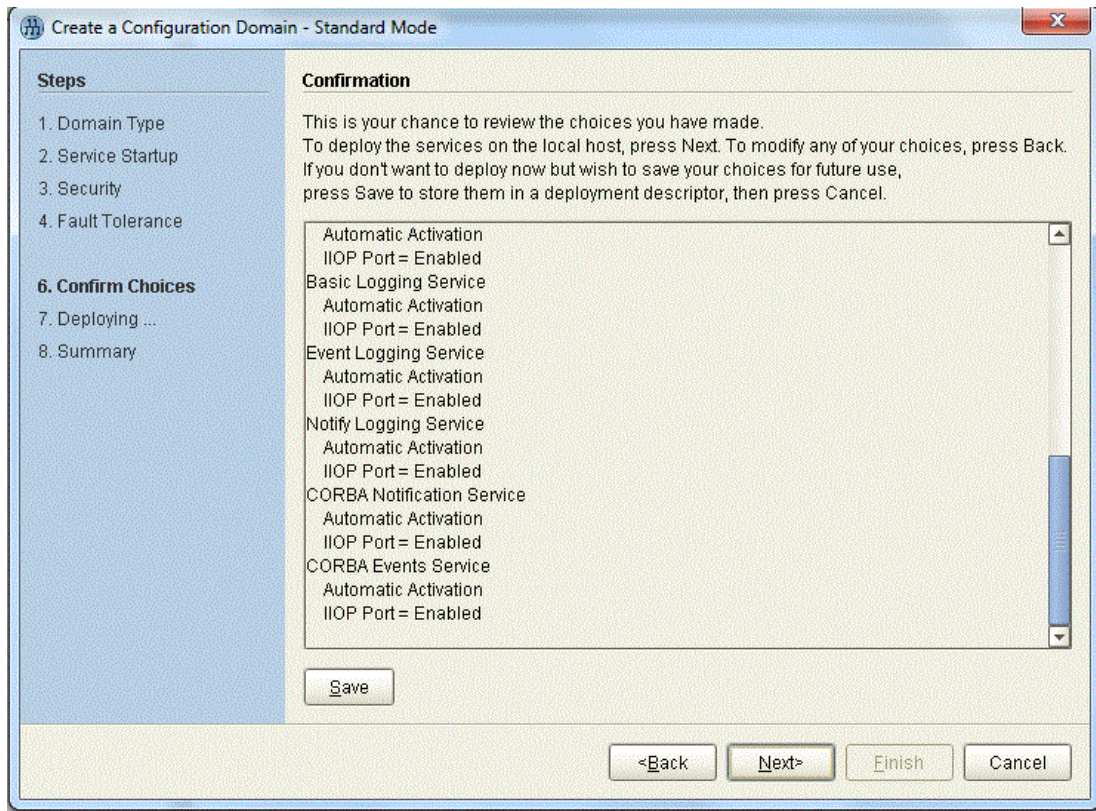 Create a Configuration Domain - Standard Mode
Steps
1. Domain Type
2. Service Startup
3. Security
4. Fault Tolerance
6. Confirm Choices
7. Deploying ...
8. Summary
Confirmation
This is your chance to review the choices you have made.
To deploy the services on the local host, press Next. To modify any of your choices, press Back.
If you don't want to deploy now but wish to save your choices for future use,
press Save to store them in a deployment descriptor, then press Cancel.
Automatic Activation
IIOP Port = Enabled
Basic Logging Service
Automatic Activation
IIOP Port = Enabled
Event Logging Service
Automatic Activation
IIOP Port = Enabled
Notify Logging Service
Automatic Activation
IIOP Port = Enabled
CORBA Notification Service
Automatic Activation
IIOP Port = Enabled
CORBA Events Service
Automatic Activation
IIOP Port = Enabled
Save
<Back
Next>
Finish
Cancel